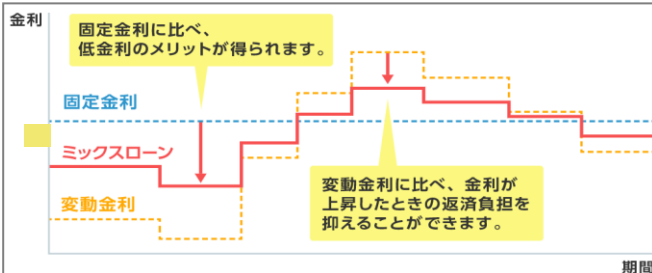 金利
固定金利に比べ、
低金利のメリットが得られます。
固定金利
ミックスローン
変動金利
変動金利に比べ、金利が
上昇したときの返済負担を
抑えることができます。
期間